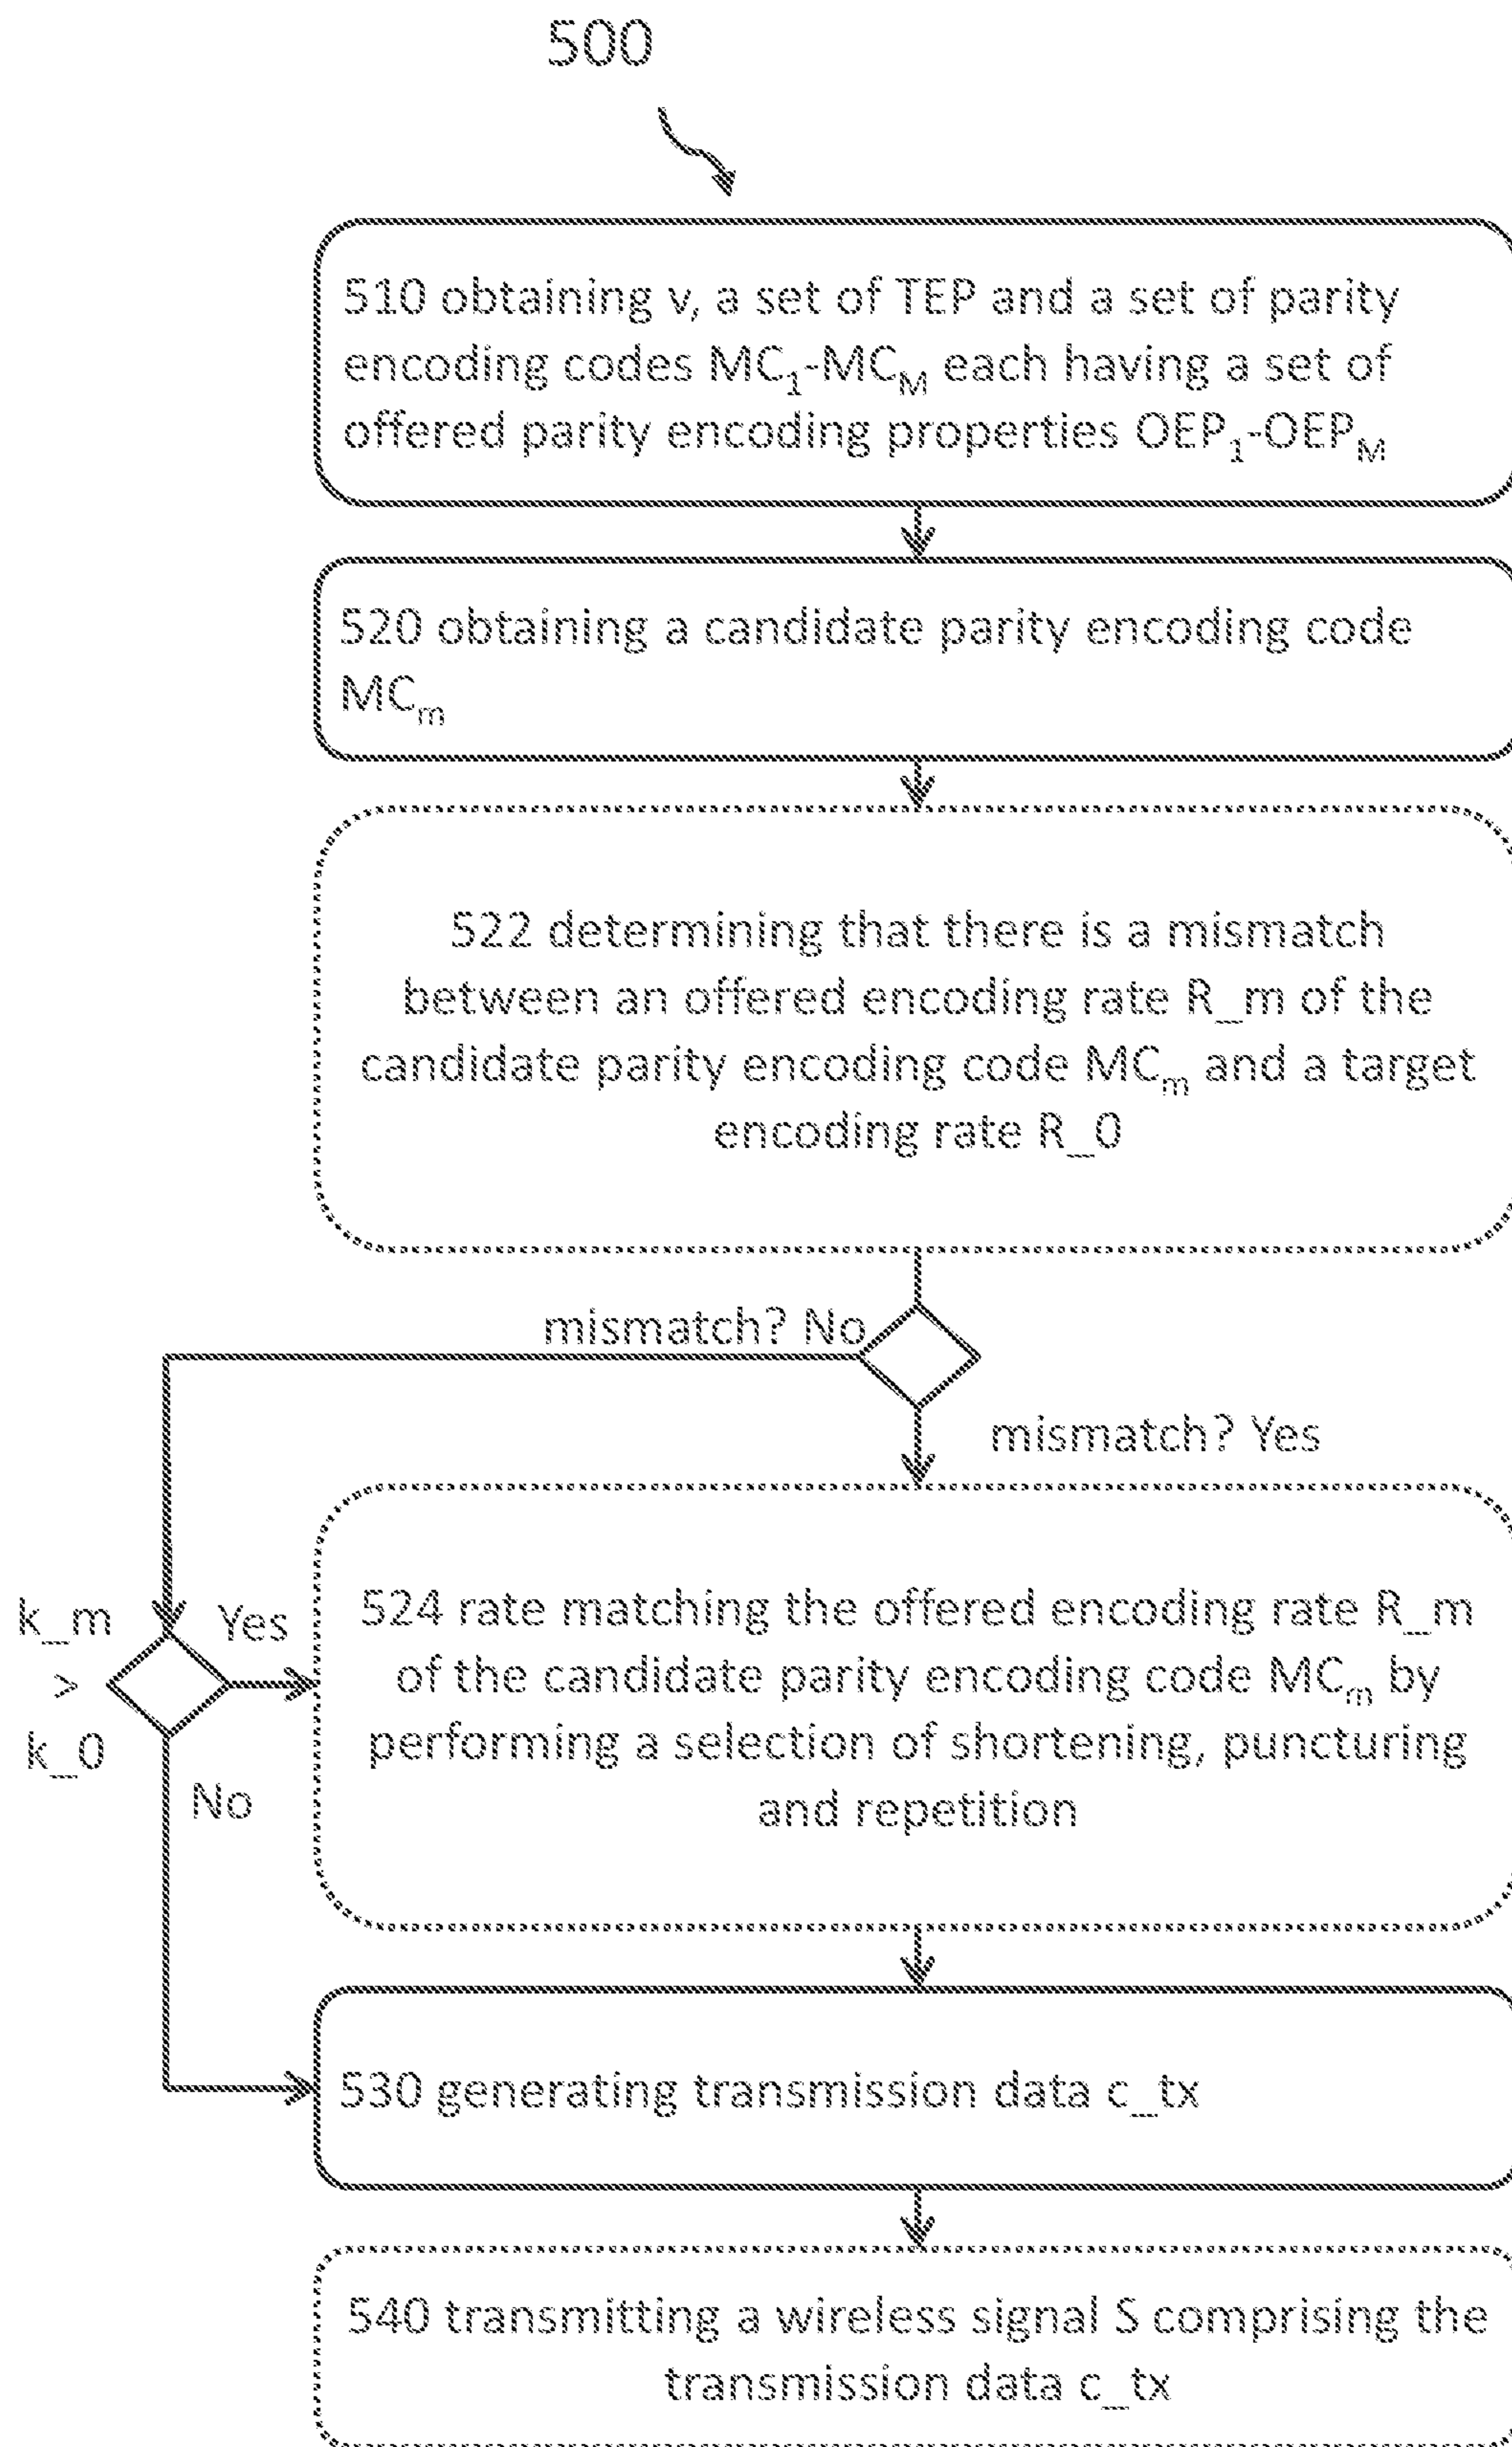 500
510 obtaining v, a set of TEP and a set of parity
encoding codes MC₁-MC_M each having a set of
offered parity encoding properties OEP₁-OEP_M
520 obtaining a candidate parity encoding code
MCₘ
522 determining that there is a mismatch
between an offered encoding rate R_m of the
candidate parity encoding code MCₘ and a target
encoding rate R_0
mismatch? No
mismatch? Yes
k_m
>
k_0
Yes
No
524 rate matching the offered encoding rate R_m
of the candidate parity encoding code MCₘ by
performing a selection of shortening, puncturing
and repetition
530 generating transmission data c_tx
540 transmitting a wireless signal S comprising the
transmission data c_tx